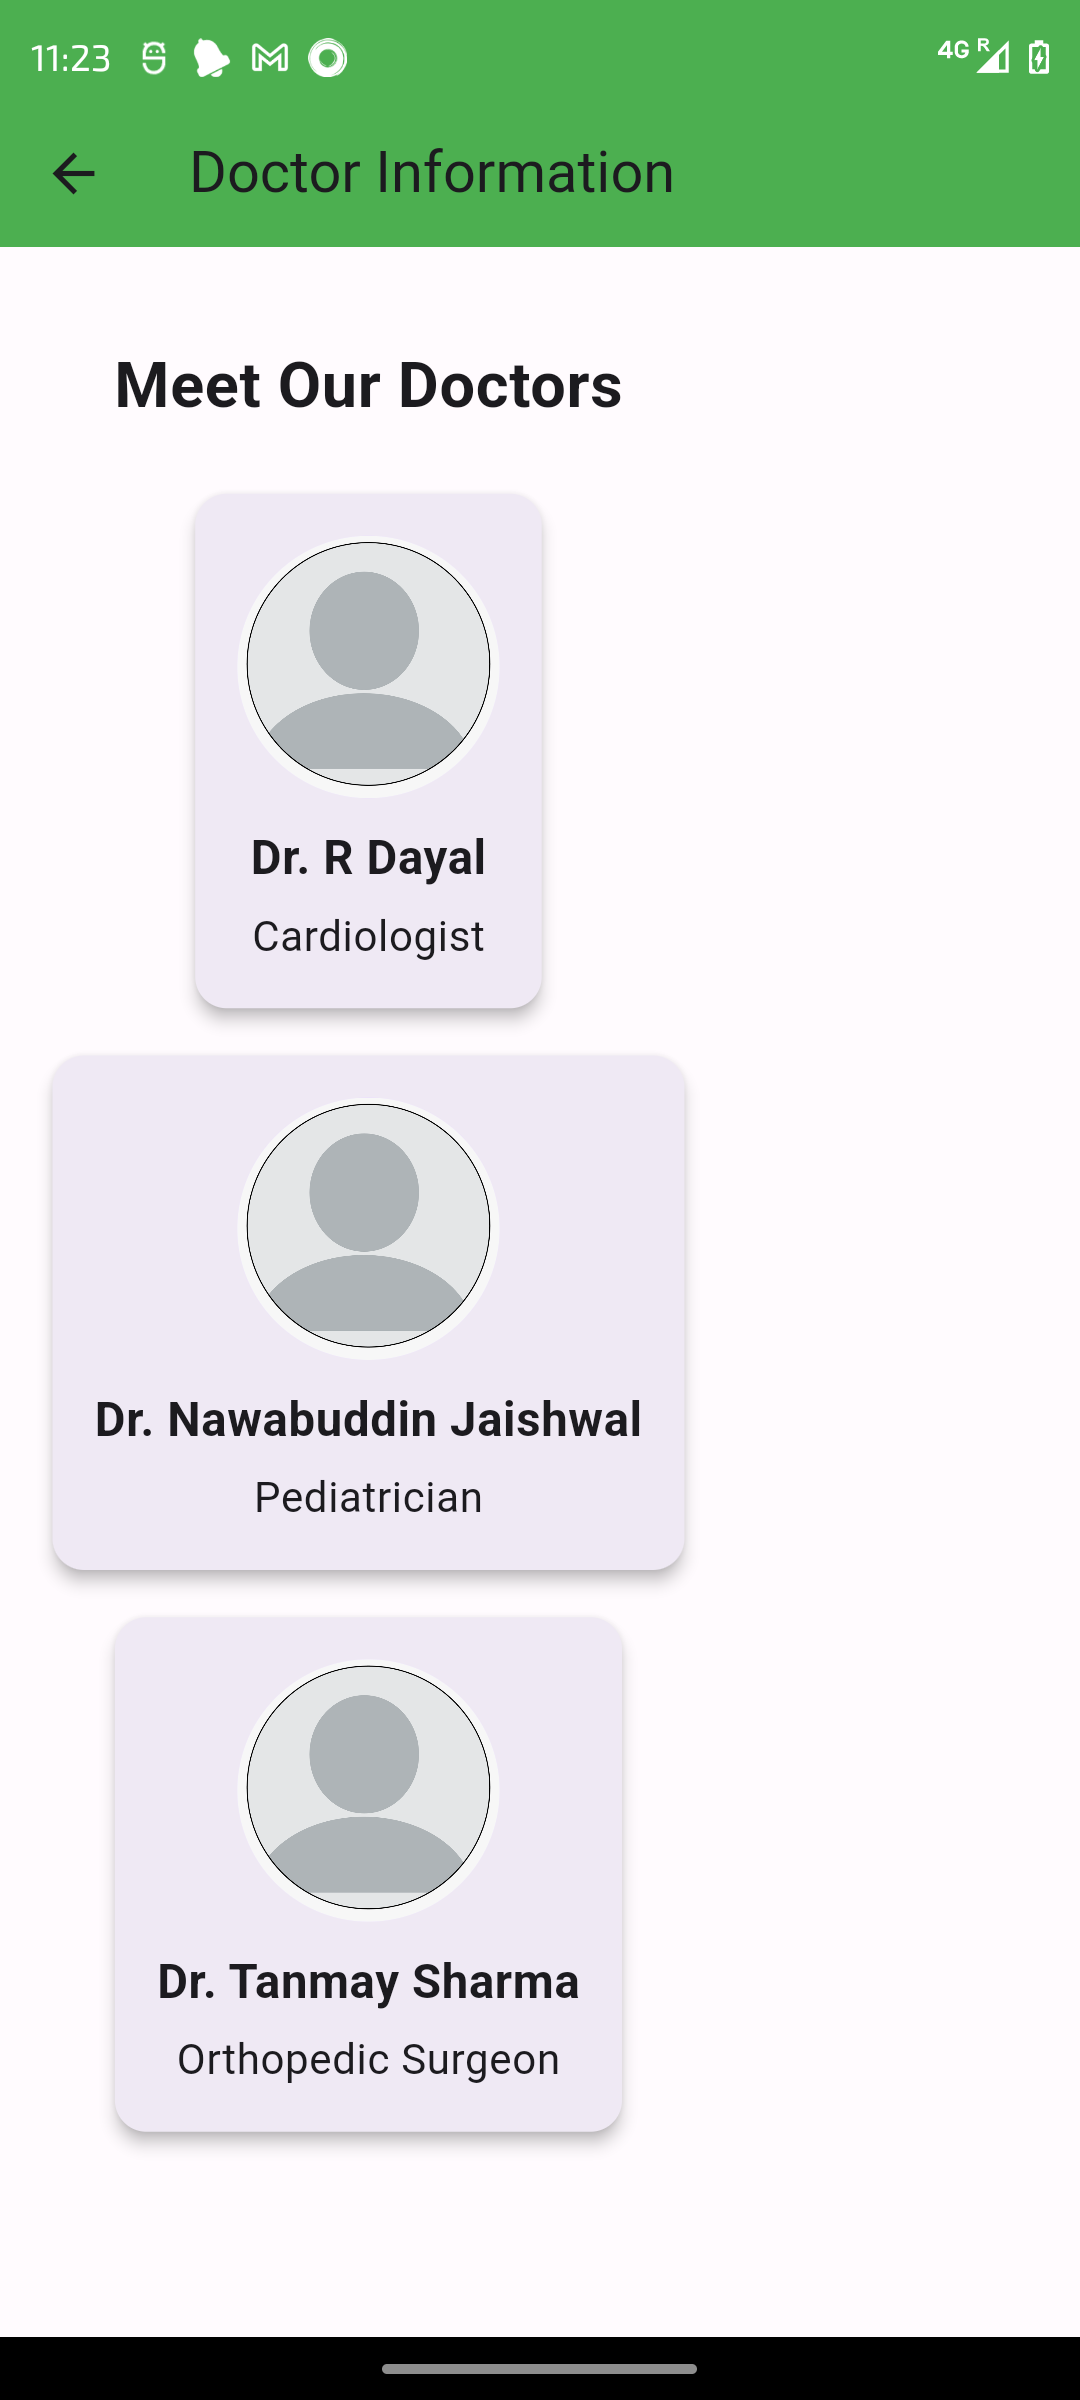 11:23
4G R
Doctor Information
Meet Our Doctors
Dr. R Dayal
Cardiologist
Dr. Nawabuddin Jaishwal
Pediatrician
Dr. Tanmay Sharma
Orthopedic Surgeon